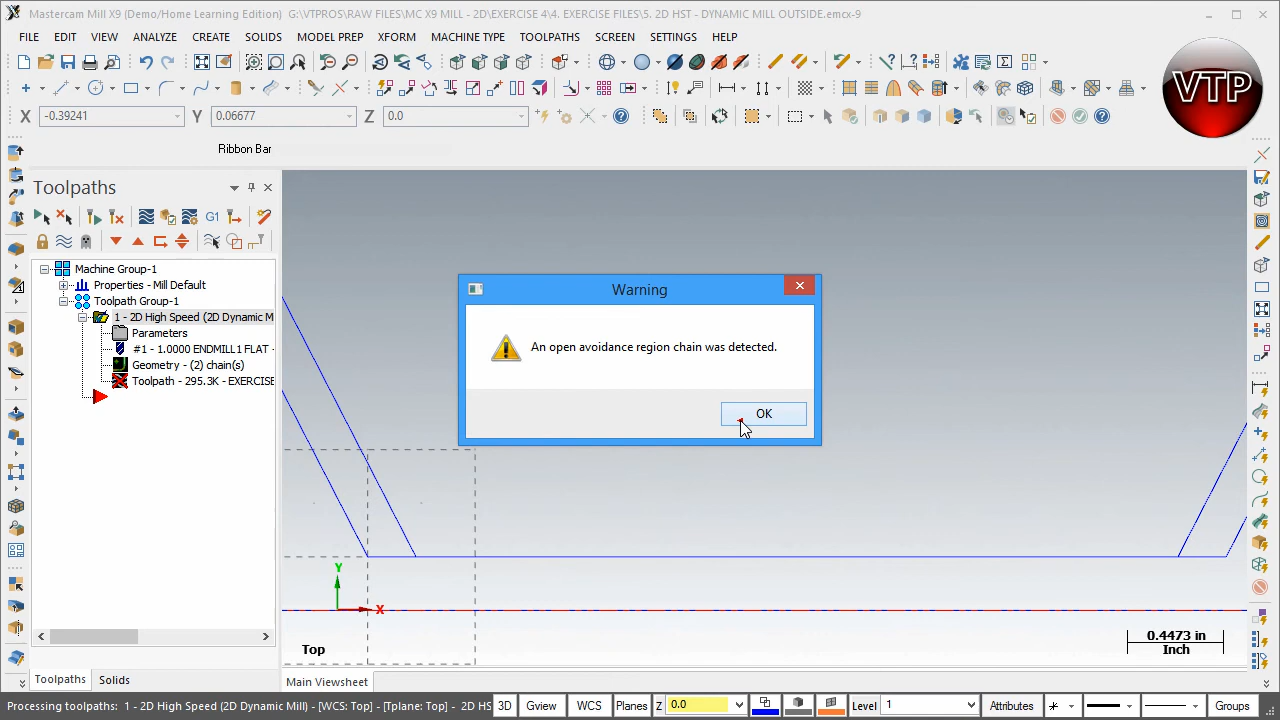 Mastercam Mill X9 (Demo/Home Learning Edition) G:\VTPROS\RAW FILES\MC X9 MILL - 2D\EXERCISE 4\4. EXERCISE FILES\5. 2D HST - DYNAMIC MILL OUTSIDE.emcx-9
FILE EDIT VIEW ANALYZE CREATE SOLIDS MODEL PREP XFORM MACHINE TYPE TOOLPATHS SCREEN SETTINGS HELP
VTP
X -0.39241 Y 0.06677 Z 0.0
Ribbon Bar
Toolpaths
G1
Machine Group-1
Properties - Mill Default
Toolpath Group-1
1 - 2D High Speed (2D Dynamic M
Parameters
#1 - 1.0000 ENDMILL1 FLAT -
Geometry - (2) chain(s)
Toolpath - 295.3K - EXERCISE
Warning
An open avoidance region chain was detected.
OK
Y
X
0.4473 in
Inch
Top
Toolpaths Solids
Main Viewsheet
Processing toolpaths: 1: 2D High Speed (2D Dynamic Mill) - [WCS: Top] - [Tplane: Top] - 2D HS
3D Gview WCS Planes Z 0.0 Level 1 Attributes Groups